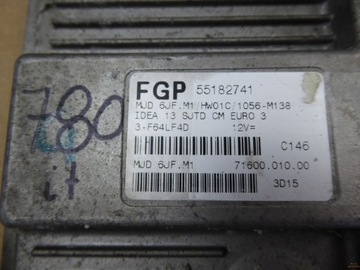 FGP 55182741
MJD 6JF.M1/HW01C/1056-M138
IDEA 13 SJTD CM EURO 3
3-F64LF4D 12V=
C146
MJD 6JF.M1 71600.010.00
3D15
780
it